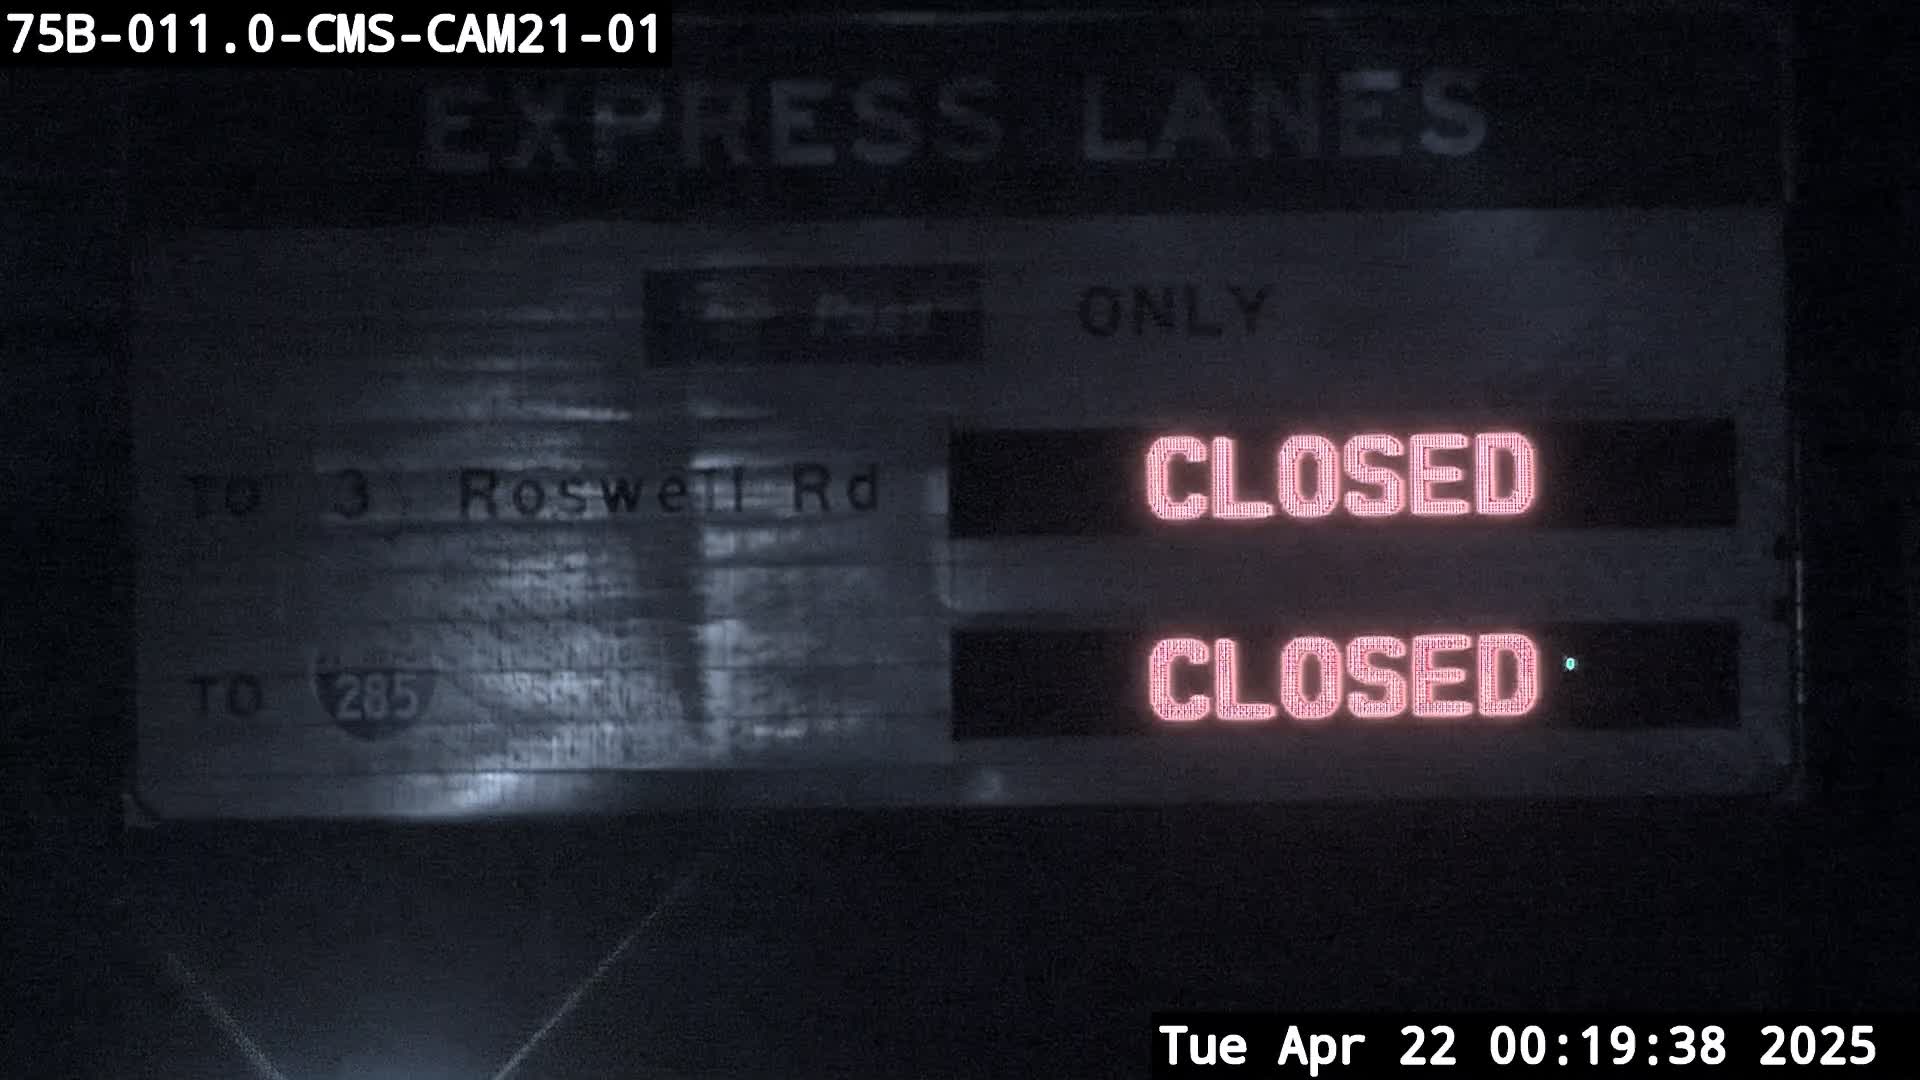 75B-011.0-CMS-CAM21-01
EXPRESS LANES
ONLY
TO 3 Roswell Rd CLOSED
TO 285 CLOSED
Tue Apr 22 00:19:38 2025